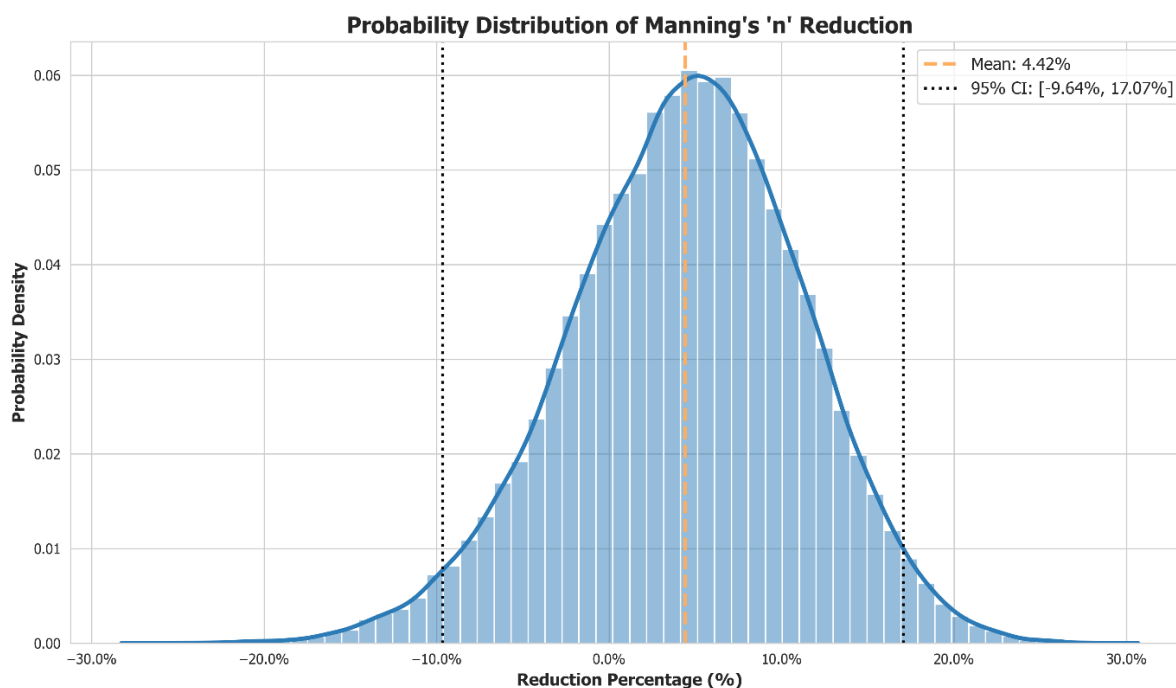 Probability Distribution of Manning's 'n' Reduction
Mean: 4.42%
95% CI: [-9.64%, 17.07%]
Probability Density
0.06
0.05
0.04
0.03
0.02
0.01
0.00
−30.0% −20.0% −10.0% 0.0% 10.0% 20.0% 30.0%
Reduction Percentage (%)